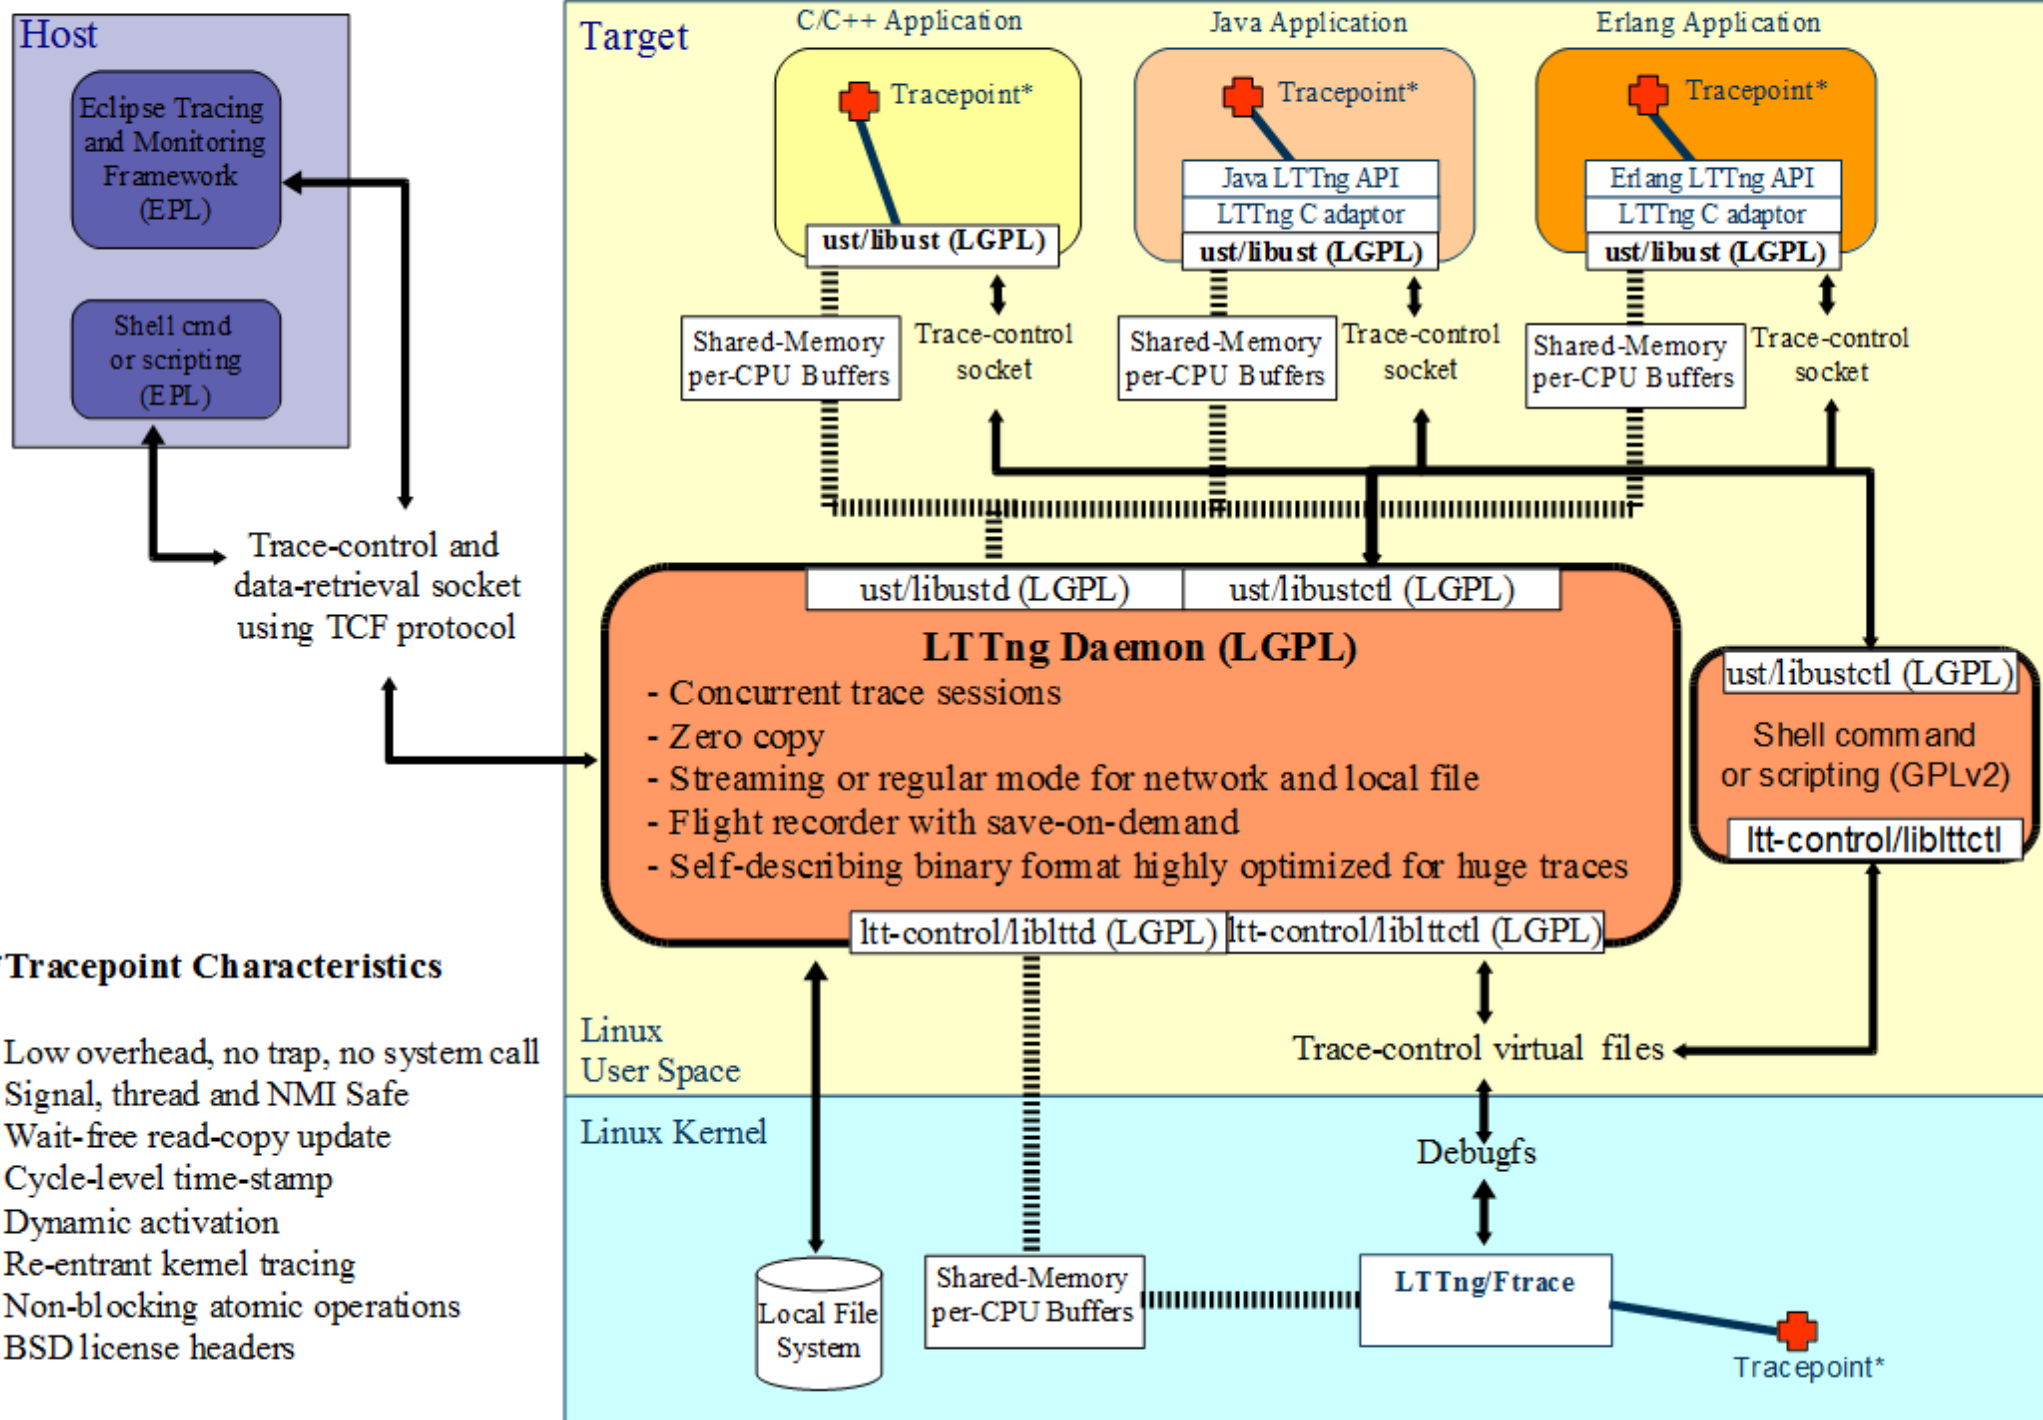 Host
Eclipse Tracing
and Monitoring
Framework
(EPL)
Shell cmd
or scripting
(EPL)
Trace-control and
data-retrieval socket
using TCF protocol
*Tracepoint Characteristics
Low overhead, no trap, no system call
Signal, thread and NMI Safe
Wait-free read-copy update
Cycle-level time-stamp
Dynamic activation
Re-entrant kernel tracing
Non-blocking atomic operations
BSD license headers
Target
C/C++ Application
Tracepoint*
ust/libust (LGPL)
Shared-Memory
per-CPU Buffers
Trace-control
socket
Java Application
Tracepoint*
Java LTTng API
LTTng C adaptor
ust/libust (LGPL)
Shared-Memory
per-CPU Buffers
Trace-control
socket
Erlang Application
Tracepoint*
Erlang LTTng API
LTTng C adaptor
ust/libust (LGPL)
Shared-Memory
per-CPU Buffers
Trace-control
socket
ust/libustd (LGPL)
ust/libustctl (LGPL)
LTTng Daemon (LGPL)
- Concurrent trace sessions
- Zero copy
- Streaming or regular mode for network and local file
- Flight recorder with save-on-demand
- Self-describing binary format highly optimized for huge traces
ltt-control/liblttd (LGPL)
ltt-control/liblttctl (LGPL)
ust/libustctl (LGPL)
Shell command
or scripting (GPLv2)
ltt-control/liblttctl
Linux
User Space
Trace-control virtual files
Linux Kernel
Debugfs
Local File
System
Shared-Memory
per-CPU Buffers
LTTng/Ftrace
Tracepoint*